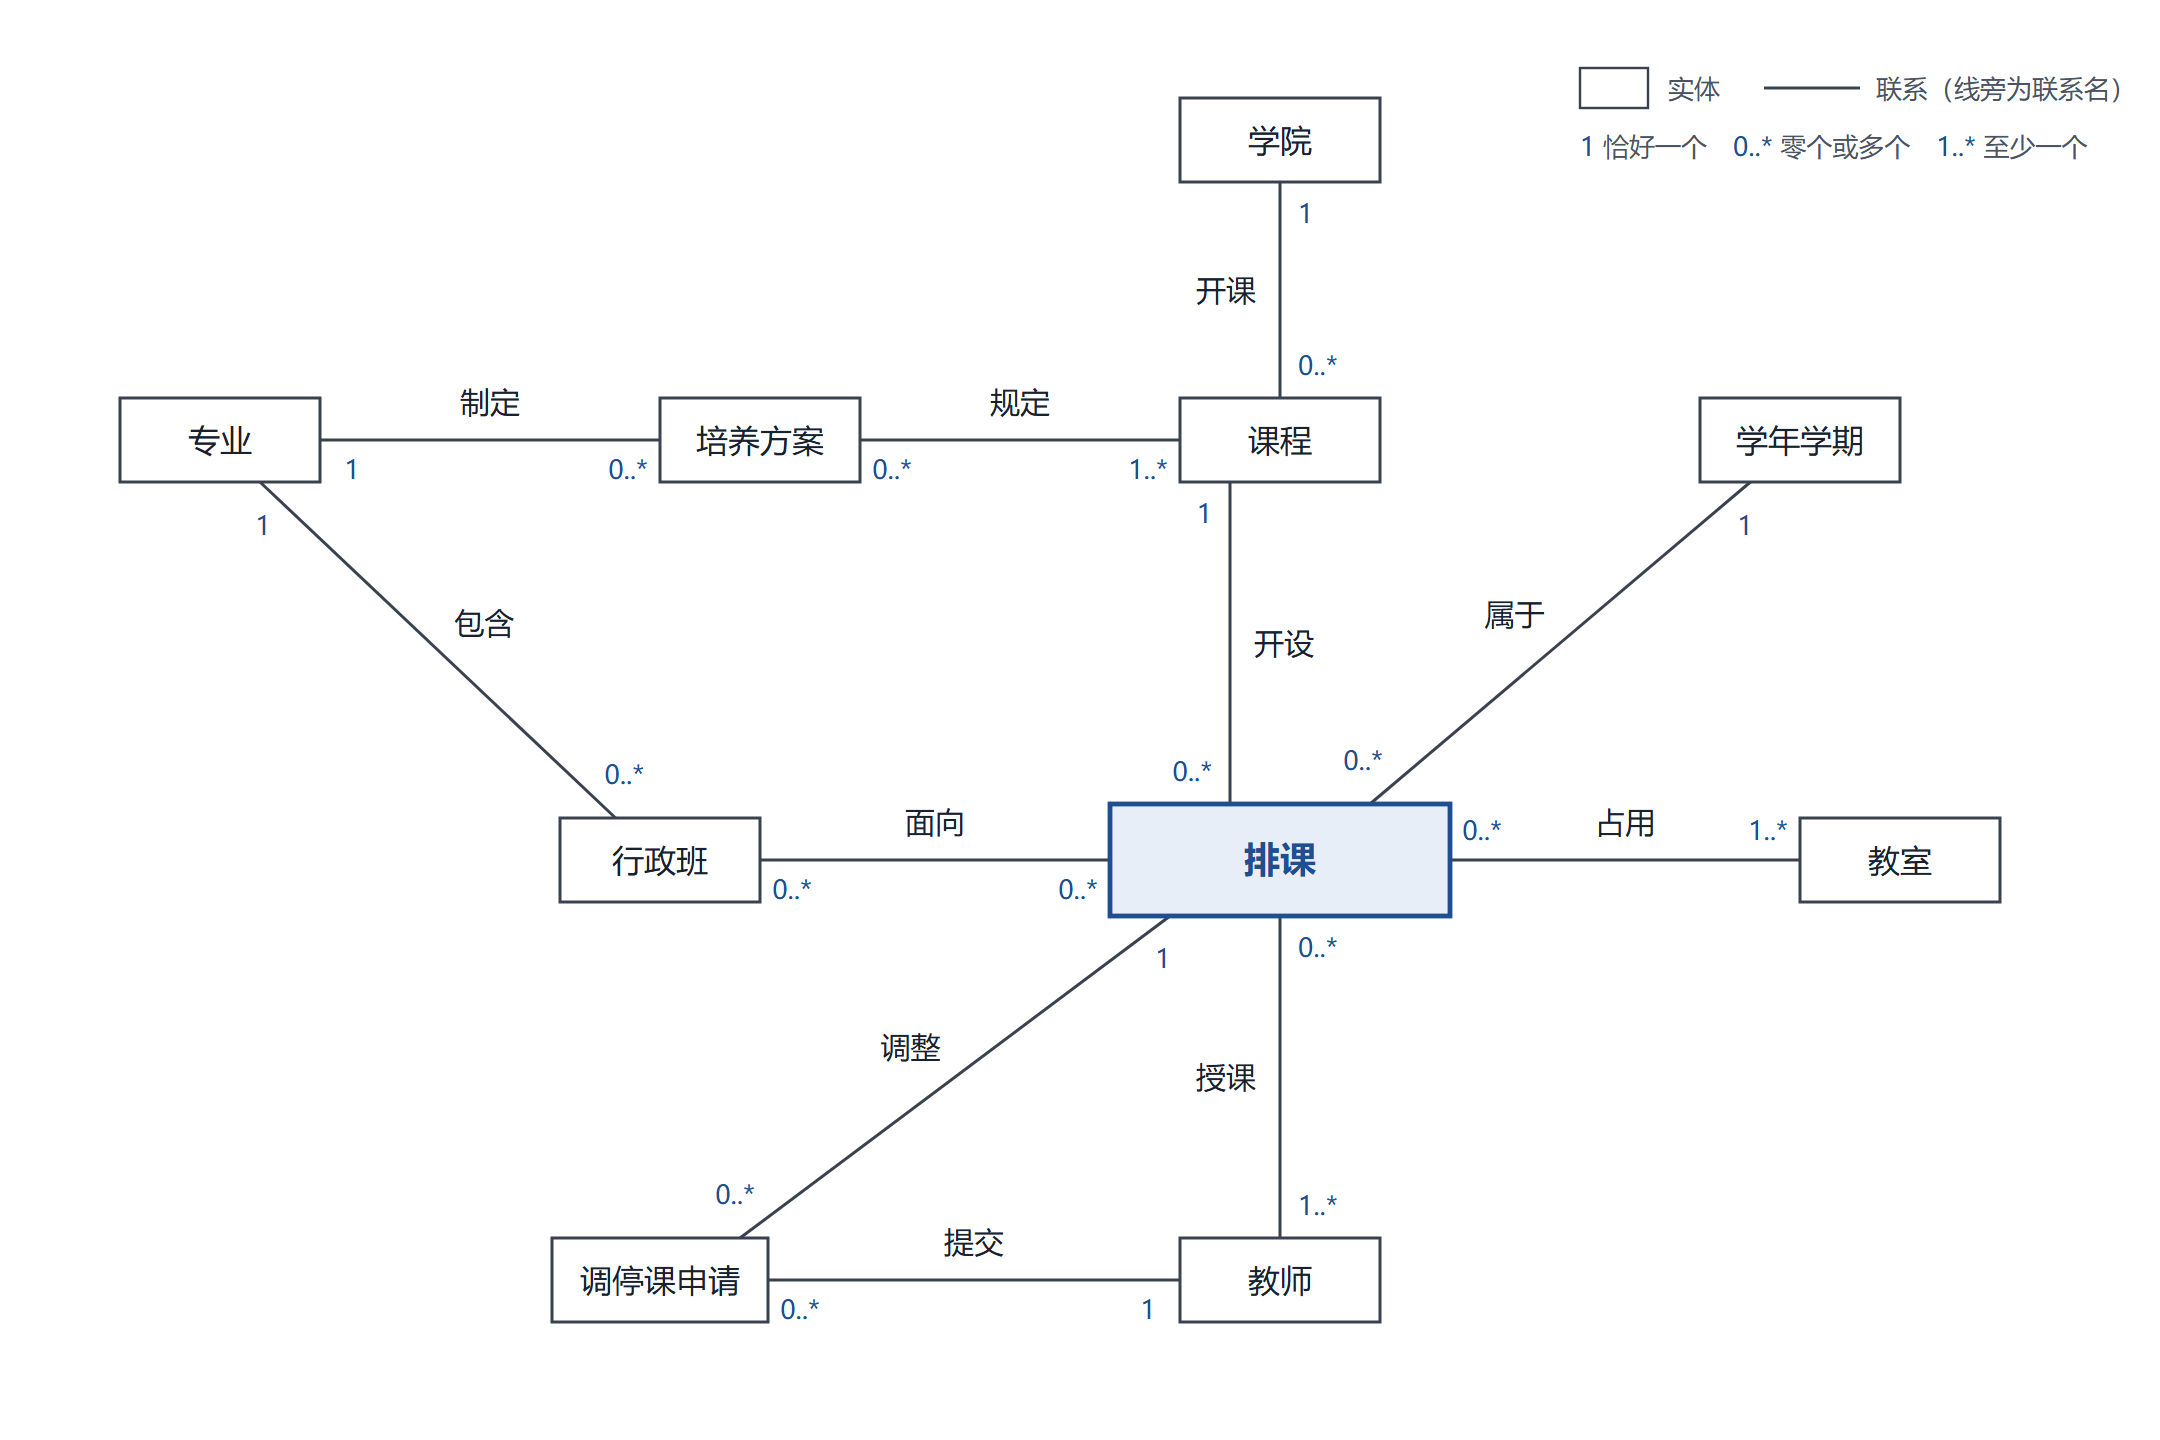 实体
联系（线旁为联系名）
1 恰好一个 0..* 零个或多个 1..* 至少一个
学院
1
开课
0..*
制定
规定
专业
培养方案
课程
学年学期
1
0..*
0..*
1..*
1
1
1
包含
开设
属于
0..*
0..*
0..*
面向
0..*
占用
1..*
行政班
排课
教室
0..*
0..*
1
0..*
调整
授课
0..*
1..*
提交
调停课申请
教师
0..*
1